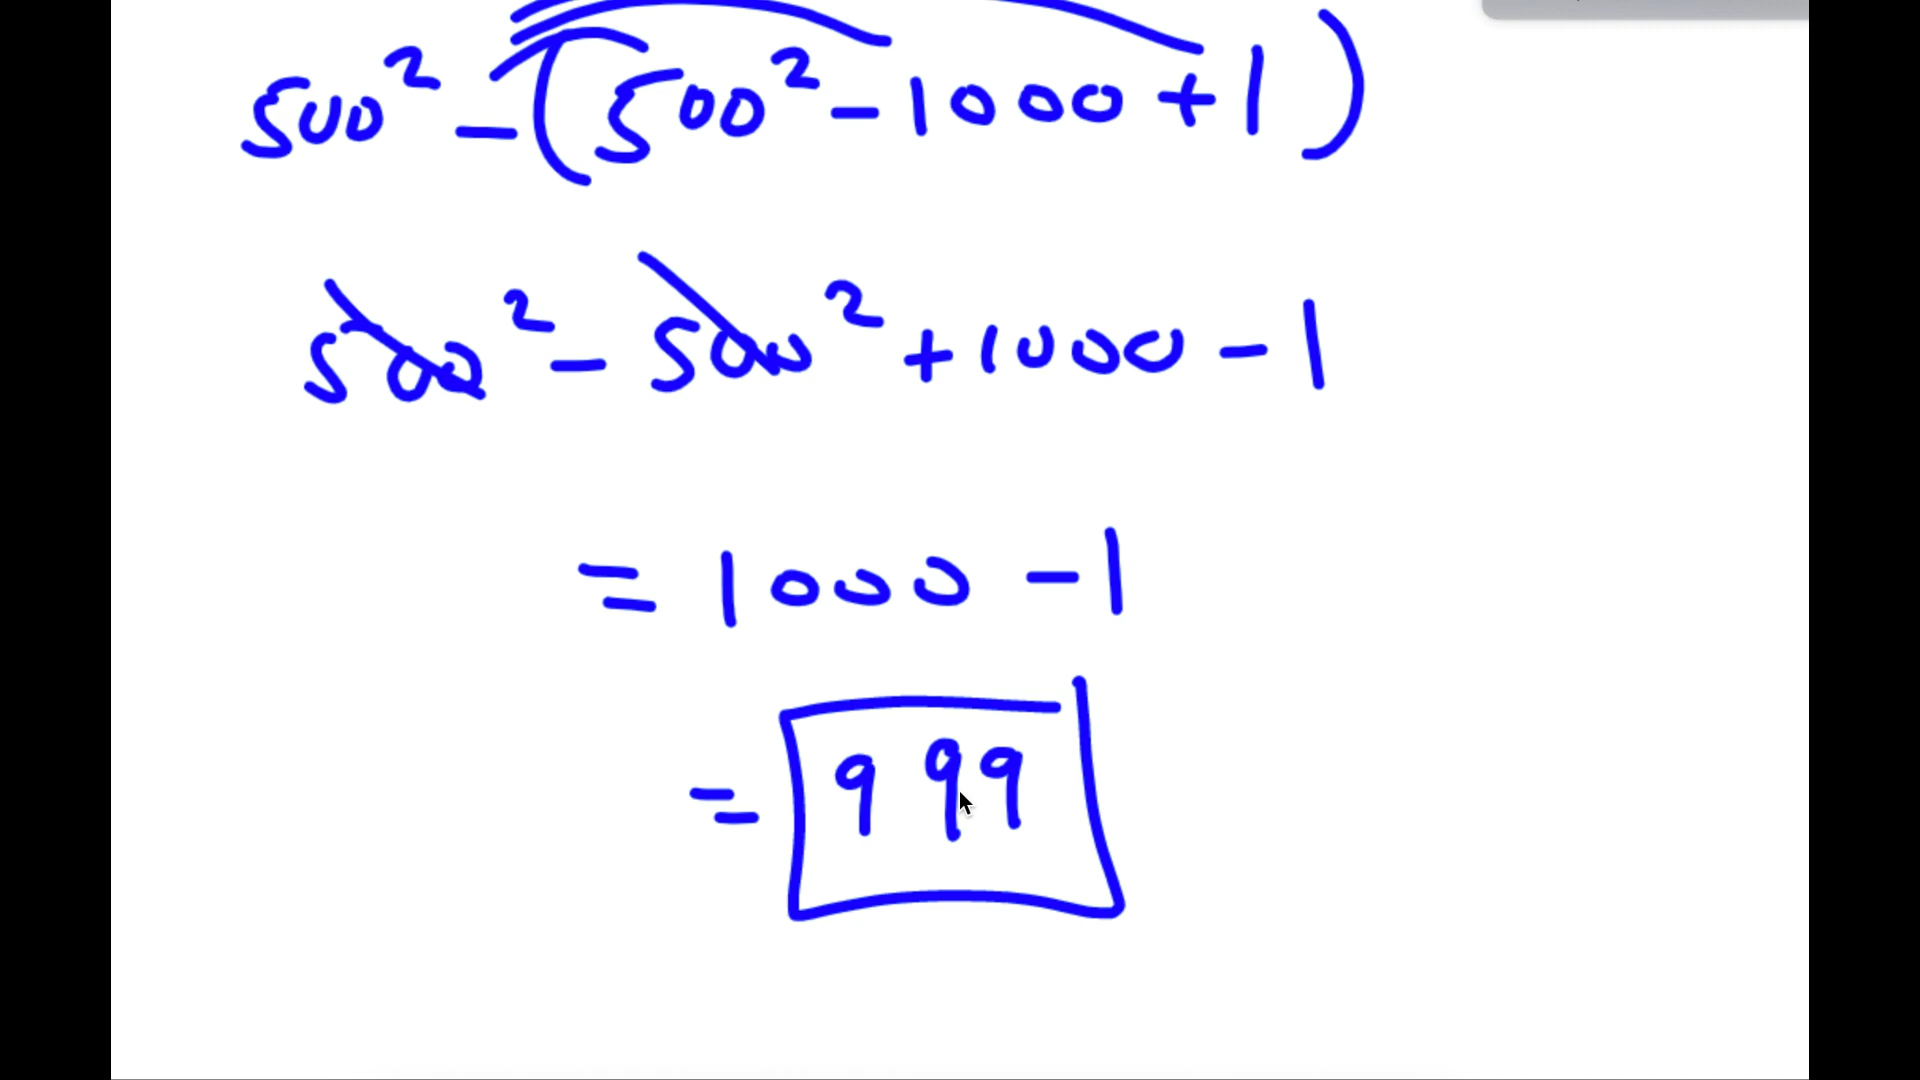 500² - (500² - 1000 + 1)
500² - 500² + 1000 - 1
= 1000 - 1
= 999